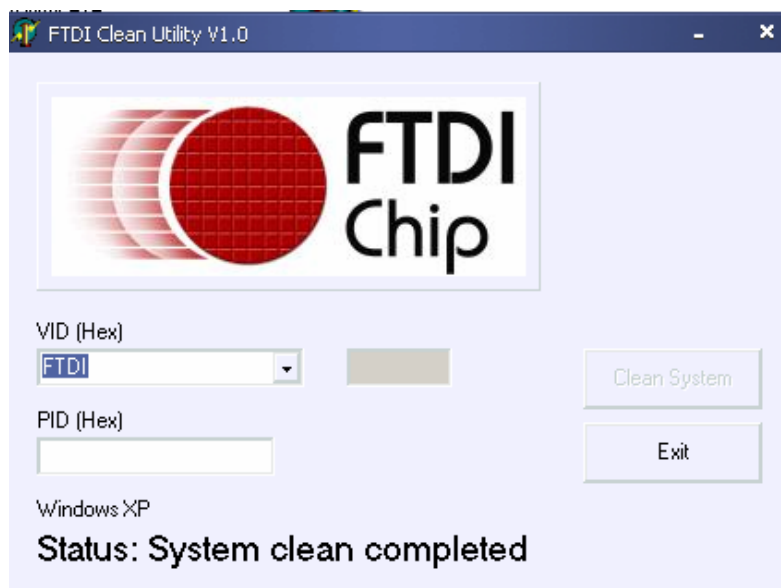 FTDI Clean Utility V1.0
FTDI
Chip
VID (Hex)
FTDI
Clean System
PID (Hex)
Exit
Windows XP
Status: System clean completed